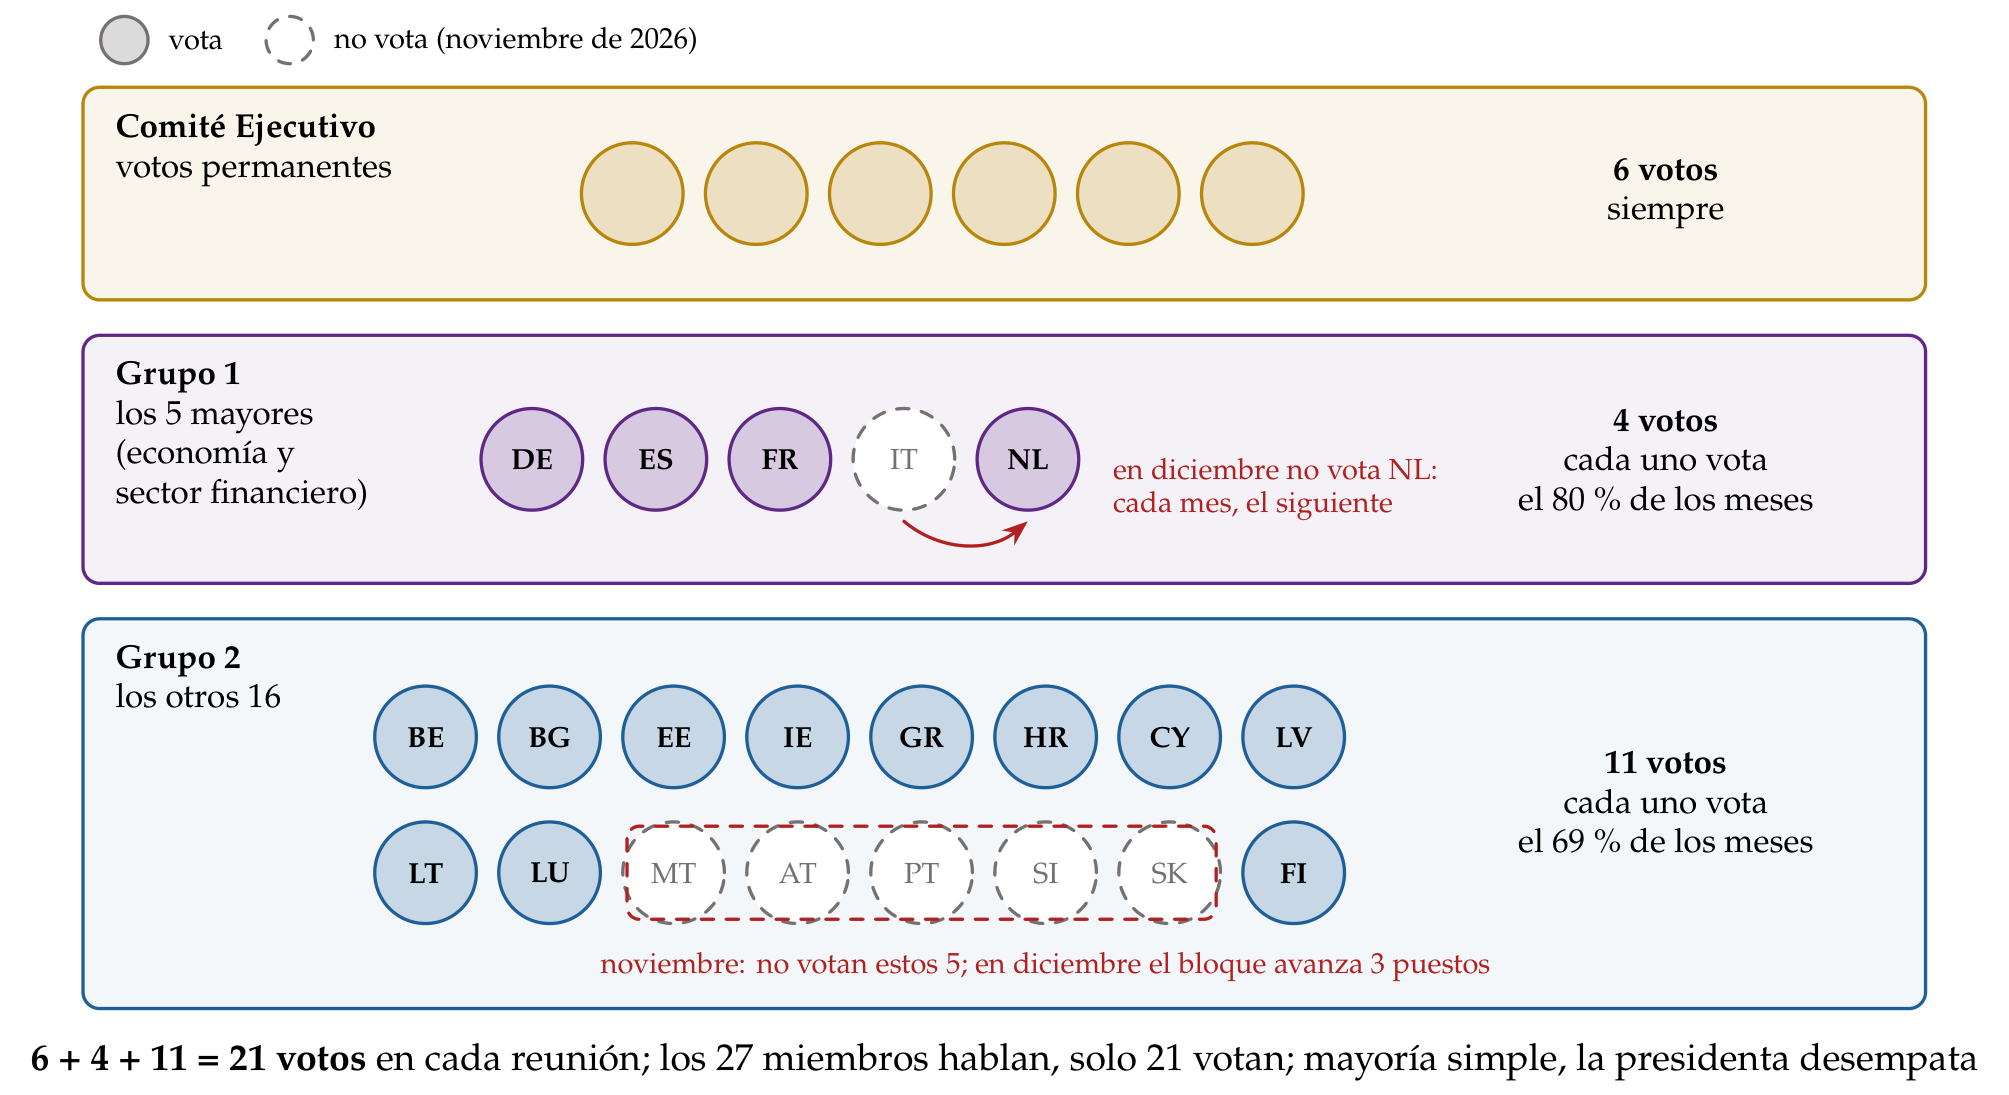 vota
no vota (noviembre de 2026)
Comité Ejecutivo
votos permanentes
6 votos
siempre
Grupo 1
los 5 mayores
(economía y
sector financiero)
DE ES FR IT NL
en diciembre no vota NL:
cada mes, el siguiente
4 votos
cada uno vota
el 80 % de los meses
Grupo 2
los otros 16
BE BG EE IE GR HR CY LV
LT LU MT AT PT SI SK FI
noviembre: no votan estos 5; en diciembre el bloque avanza 3 puestos
11 votos
cada uno vota
el 69 % de los meses
6 + 4 + 11 = 21 votos en cada reunión; los 27 miembros hablan, solo 21 votan; mayoría simple, la presidenta desempata